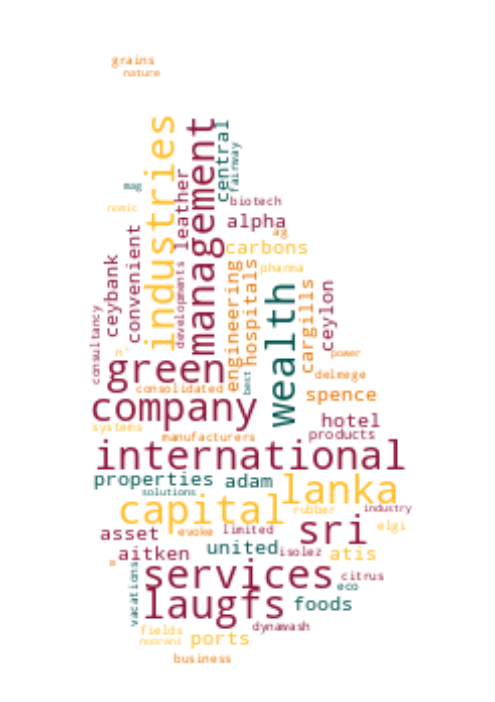 grains
nature
industries
management
central
fairway
leather
mag
biotech
nomic
alpha
ag
convenient
carbons
ceybank
developments
engineering
hospitals
pharma
wealth
cargills
ceylon
consultancy
n'
power
green
best
delmege
consolidated
spence
company
hotel
systems
manufacturers
products
international
properties
adam
lanka
solutions
capital
rubber
industry
sri
elgi
asset
evoke
limited
aitken
united
isolez
atis
m
services
citrus
vacations
eco
laugfs
foods
fields
dynawash
noorani
ports
business